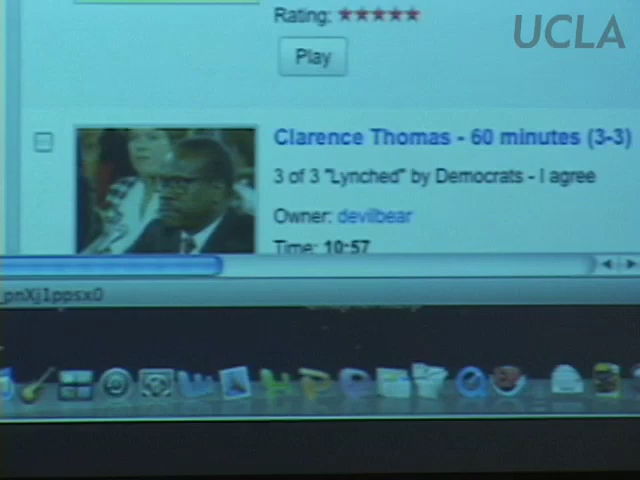 Rating: ★★★★★
UCLA
Play
Clarence Thomas - 60 minutes (3-3)
3 of 3 "Lynched" by Democrats - I agree
Owner: devilbear
Time: 10:57
_pnXj1ppsx0